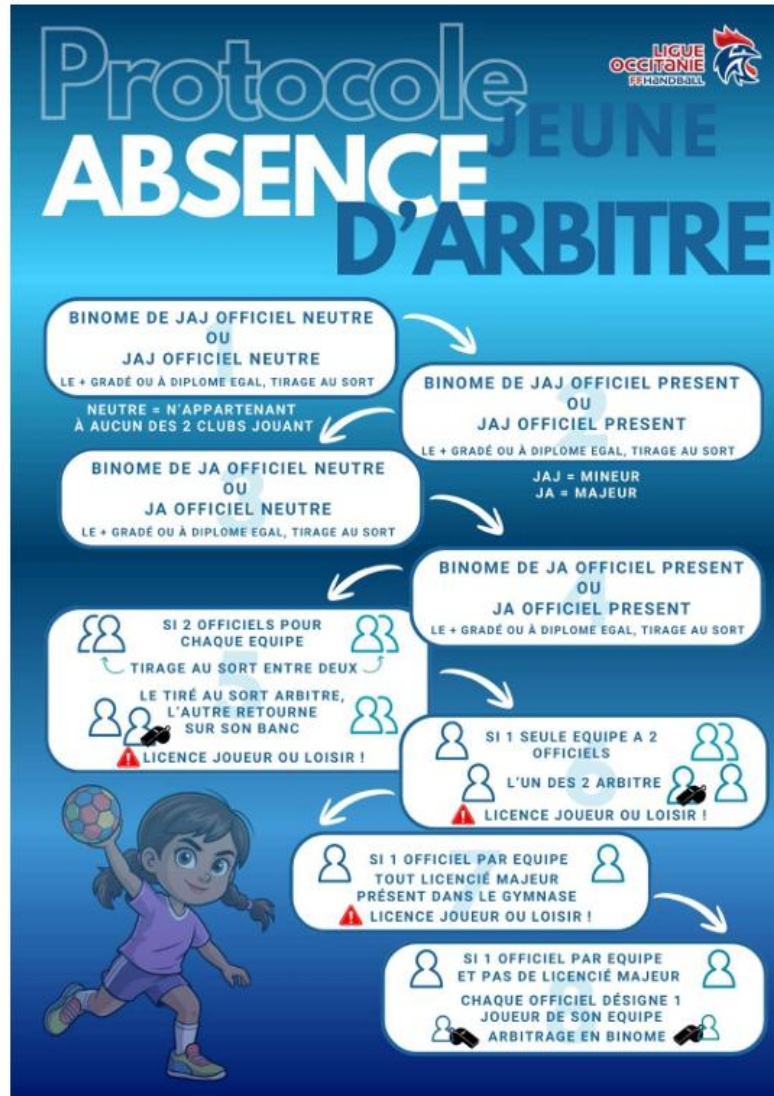 Protocole
LIGUE
OCCITANIE
FFHANDBALL
JEUNE
ABSENCE
D'ARBITRE
1
BINOME DE JAJ OFFICIEL NEUTRE
OU
JAJ OFFICIEL NEUTRE
LE + GRADÉ OU À DIPLOME EGAL, TIRAGE AU SORT
NEUTRE = N'APPARTENANT
À AUCUN DES 2 CLUBS JOUANT
2
BINOME DE JAJ OFFICIEL PRESENT
OU
JAJ OFFICIEL PRESENT
LE + GRADÉ OU À DIPLOME EGAL, TIRAGE AU SORT
JAJ = MINEUR
JA = MAJEUR
3
BINOME DE JA OFFICIEL NEUTRE
OU
JA OFFICIEL NEUTRE
LE + GRADÉ OU À DIPLOME EGAL, TIRAGE AU SORT
4
BINOME DE JA OFFICIEL PRESENT
OU
JA OFFICIEL PRESENT
LE + GRADÉ OU À DIPLOME EGAL, TIRAGE AU SORT
5
SI 2 OFFICIELS POUR
CHAQUE EQUIPE
TIRAGE AU SORT ENTRE DEUX
LE TIRÉ AU SORT ARBITRE,
L'AUTRE RETOURNE
SUR SON BANC
LICENCE JOUEUR OU LOISIR !
6
SI 1 SEULE EQUIPE A 2
OFFICIELS
L'UN DES 2 ARBITRE
LICENCE JOUEUR OU LOISIR !
7
SI 1 OFFICIEL PAR EQUIPE
TOUT LICENCIÉ MAJEUR
PRÉSENT DANS LE GYMNASE
LICENCE JOUEUR OU LOISIR !
8
SI 1 OFFICIEL PAR EQUIPE
ET PAS DE LICENCIÉ MAJEUR
CHAQUE OFFICIEL DÉSIGNE 1
JOUEUR DE SON EQUIPE
ARBITRAGE EN BINOME